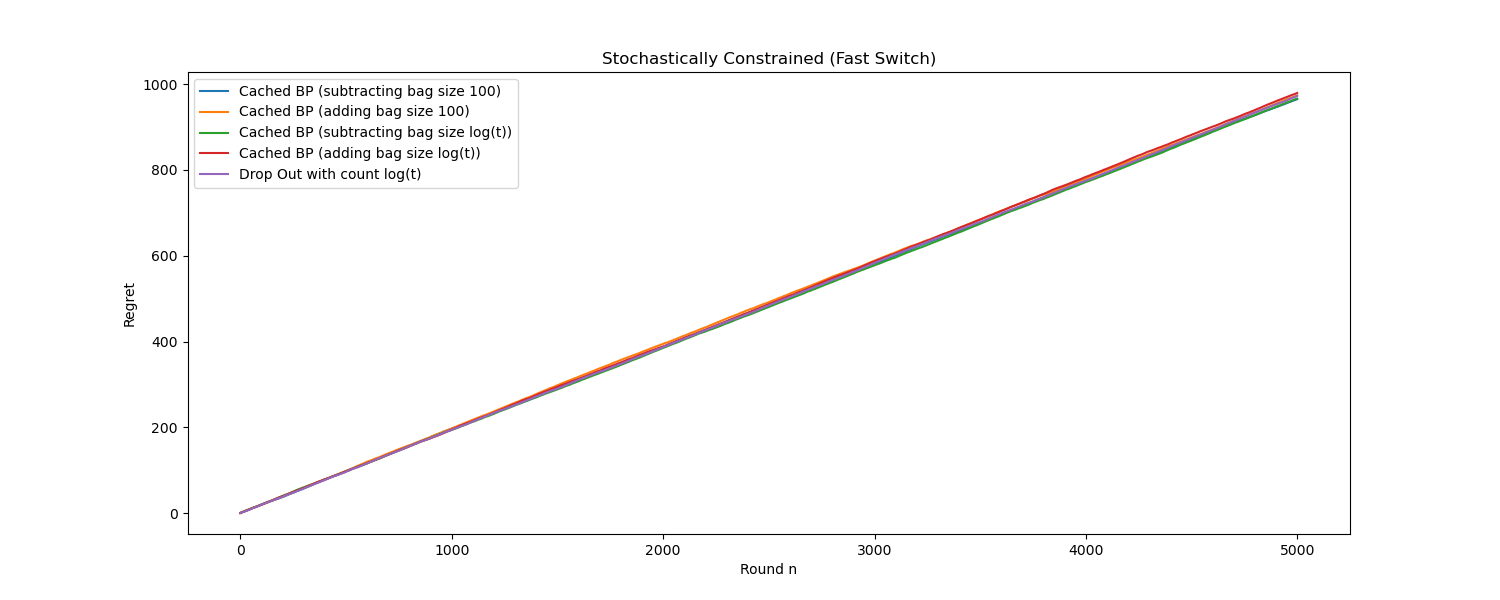 Stochastically Constrained (Fast Switch)
1000
800
600
400
200
0
Regret
Cached BP (subtracting bag size 100)
Cached BP (adding bag size 100)
Cached BP (subtracting bag size log(t))
Cached BP (adding bag size log(t))
Drop Out with count log(t)
0 1000 2000 3000 4000 5000
Round n